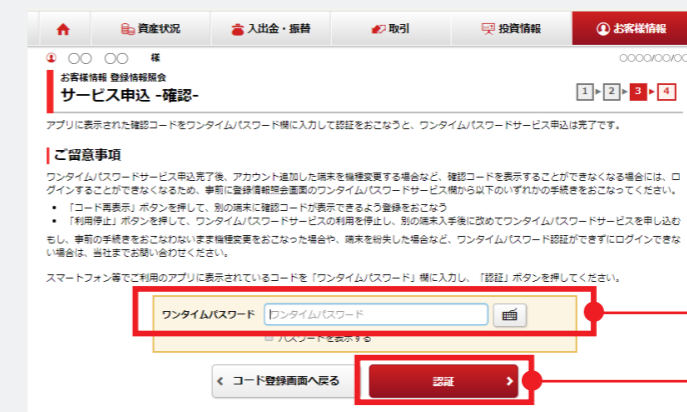 資産状況 入出金・振替 取引 投資情報 お客様情報
〇〇 〇〇 様
0000/00/00
お客様情報 登録情報照会
サービス申込 -確認-
1 2 3 4
アプリに表示された確認コードをワンタイムパスワード欄に入力して認証をおこなうと、ワンタイムパスワードサービス申込は完了です。
ご留意事項
ワンタイムパスワードサービス申込完了後、アカウント追加した端末を機種変更する場合など、確認コードを表示することができなくなる場合には、ロ
グインすることができなくなるため、事前に登録情報照会画面のワンタイムパスワードサービス欄から以下のいずれかの手続きをおこなってください。
• 「コード再表示」ボタンを押して、別の端末に確認コードが表示できるよう登録をおこなう
• 「利用停止」ボタンを押して、ワンタイムパスワードサービスの利用を停止し、別の端末入手後に改めてワンタイムパスワードサービスを申し込む
もし、事前の手続きをおこなわないまま機種変更をおこなった場合や、端末を紛失した場合など、ワンタイムパスワード認証ができずにログインできな
い場合は、当社までお問い合わせください。
スマートフォン等でご利用のアプリに表示されているコードを「ワンタイムパスワード」欄に入力し、「認証」ボタンを押してください。
ワンタイムパスワード ワンタイムパスワード
パスワードを表示する
コード登録画面へ戻る 認証